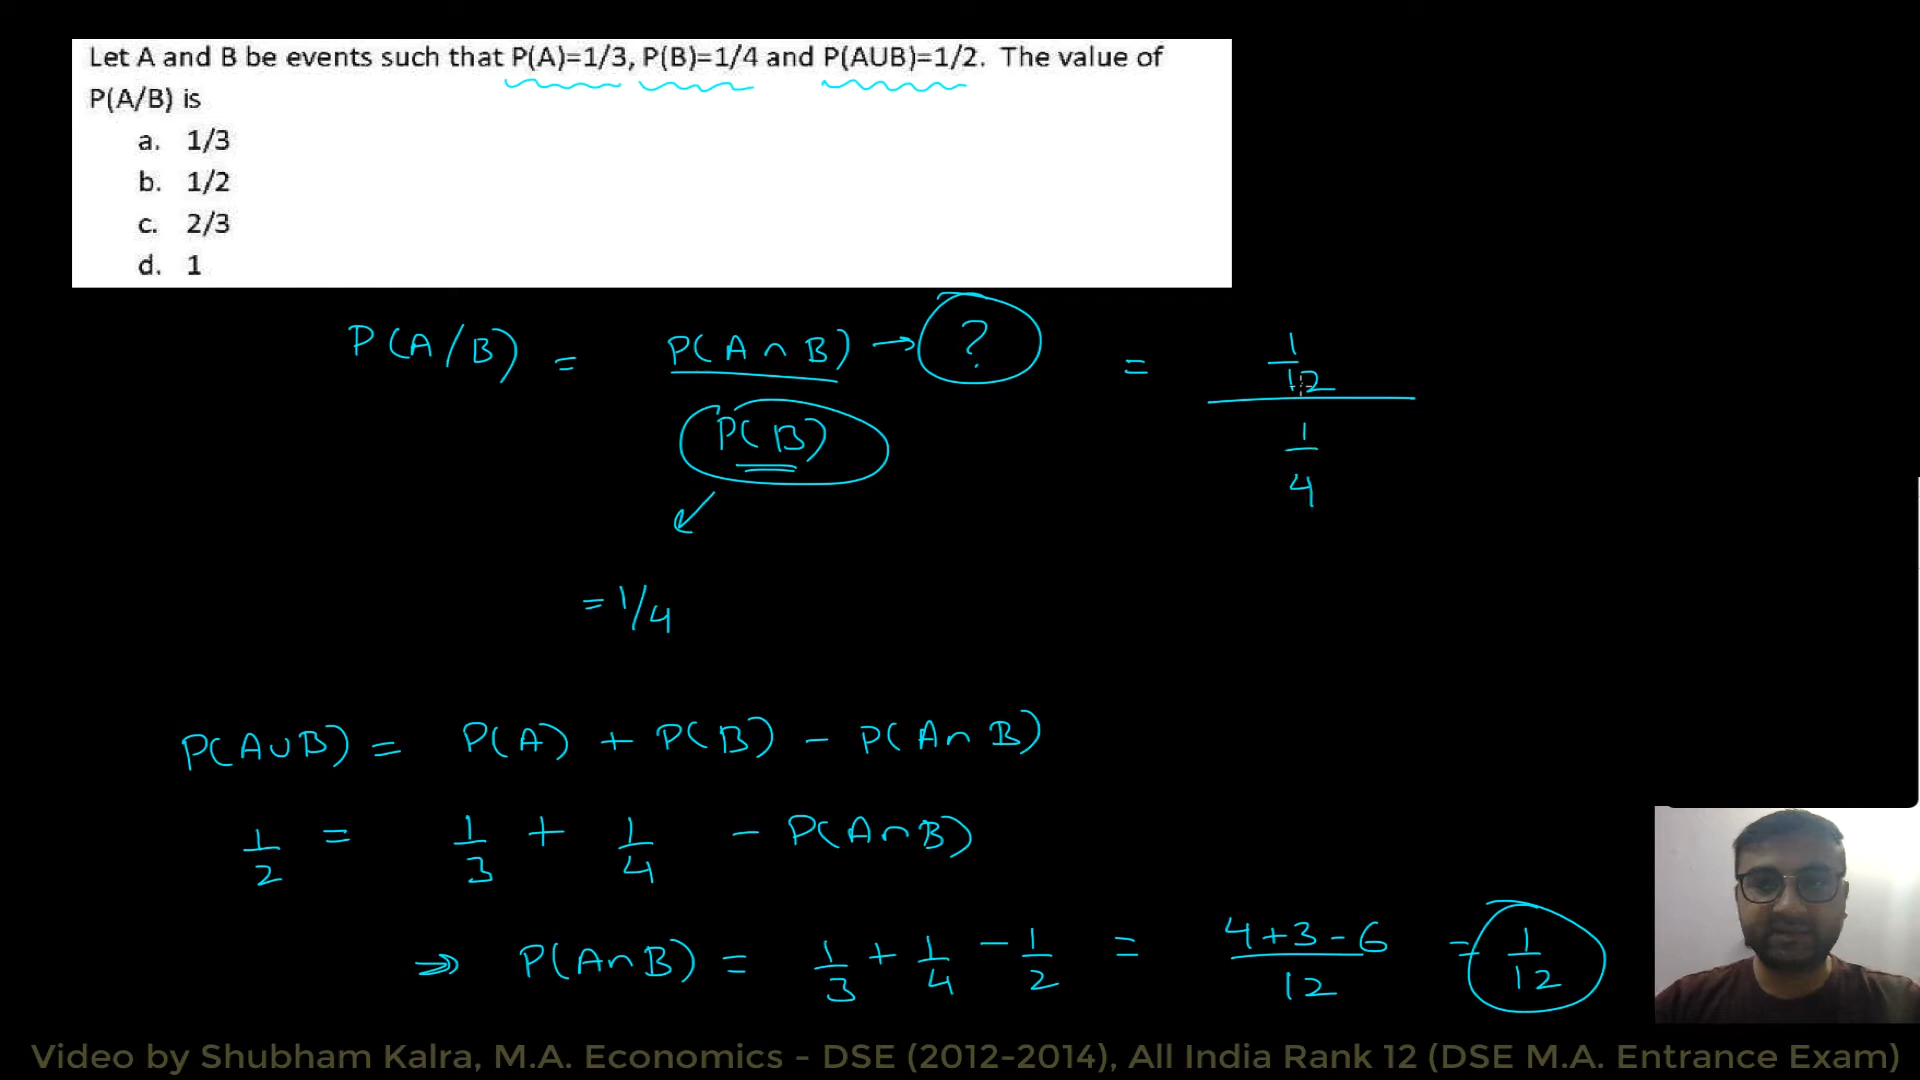 Let A and B be events such that P(A)=1/3, P(B)=1/4 and P(AUB)=1/2. The value of
P(A/B) is
a. 1/3
b. 1/2
c. 2/3
d. 1
P(A/B) = P(A∩B) → ? = 1/12
P(B) 1/4
= 1/4
P(A∪B) = P(A) + P(B) - P(A∩B)
1/2 = 1/3 + 1/4 - P(A∩B)
⇒ P(A∩B) = 1/3 + 1/4 - 1/2 = 4+3-6/12 = 1/12
Video by Shubham Kalra, M.A. Economics - DSE (2012-2014), All India Rank 12 (DSE M.A. Entrance Exam)